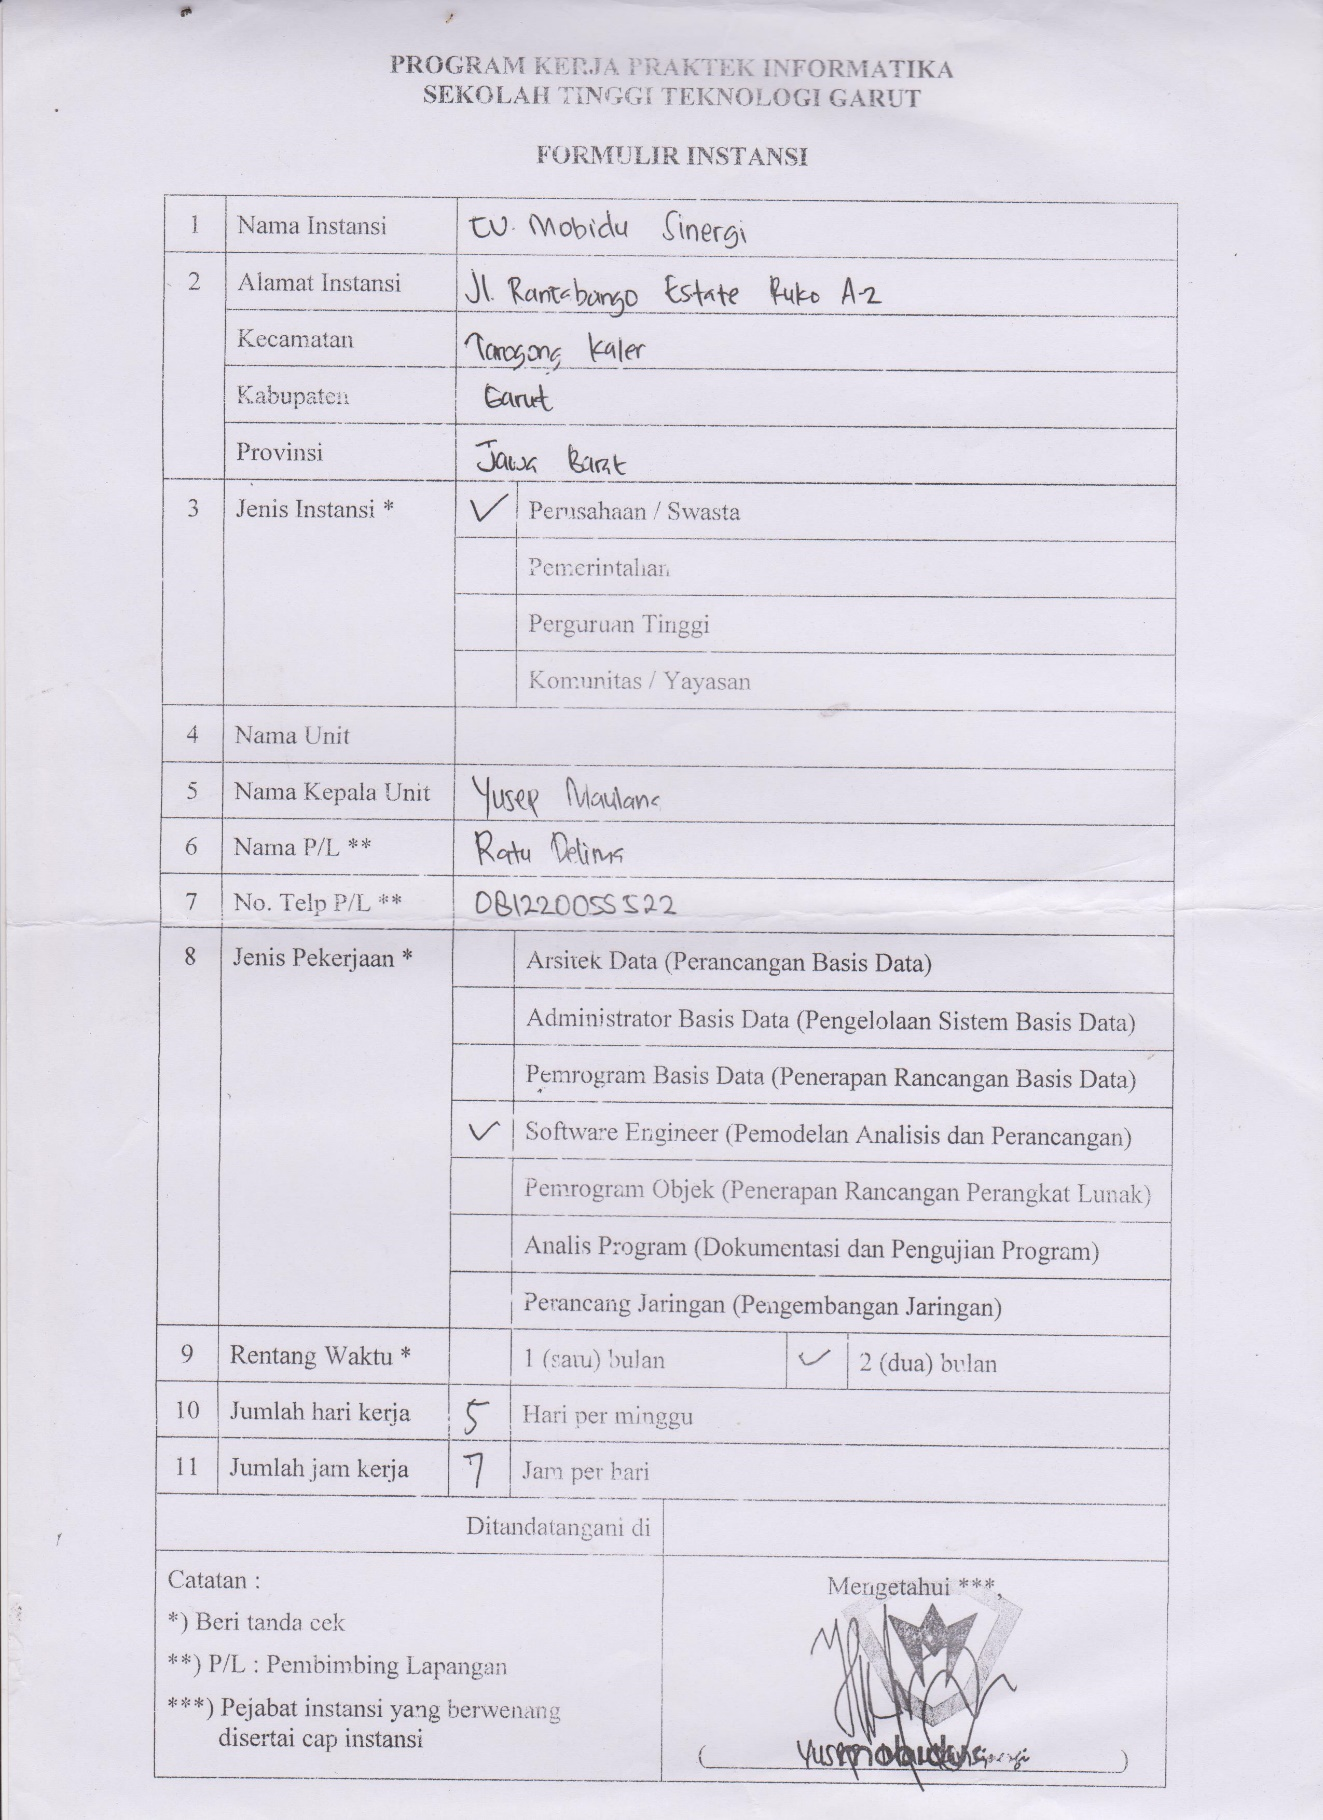 PROGRAM KERJA PRAKTEK INFORMATIKA
SEKOLAH TINGGI TEKNOLOGI GARUT
FORMULIR INSTANSI
1 Nama Instansi CV. Mobidu Sinergi
2 Alamat Instansi Jl. Rancabango Estate Ruko A-2
Kecamatan Tarogong Kaler
Kabupaten Garut
Provinsi Jawa Barat
3 Jenis Instansi * ✓ Perusahaan / Swasta
Pemerintahan
Perguruan Tinggi
Komunitas / Yayasan
4 Nama Unit
5 Nama Kepala Unit Yusep Maulana
6 Nama P/L ** Ratu Delima
7 No. Telp P/L ** 081220055522
8 Jenis Pekerjaan * Arsitek Data (Perancangan Basis Data)
Administrator Basis Data (Pengelolaan Sistem Basis Data)
Pemrogram Basis Data (Penerapan Rancangan Basis Data)
✓ Software Engineer (Pemodelan Analisis dan Perancangan)
Pemrogram Objek (Penerapan Rancangan Perangkat Lunak)
Analis Program (Dokumentasi dan Pengujian Program)
Perancang Jaringan (Pengembangan Jaringan)
9 Rentang Waktu * 1 (satu) bulan ✓ 2 (dua) bulan
10 Jumlah hari kerja 5 Hari per minggu
11 Jumlah jam kerja 7 Jam per hari
Ditandatangani di
Catatan :
*) Beri tanda cek
**) P/L : Pembimbing Lapangan
***) Pejabat instansi yang berwenang
disertai cap instansi
Mengetahui ***,
( Yusep )